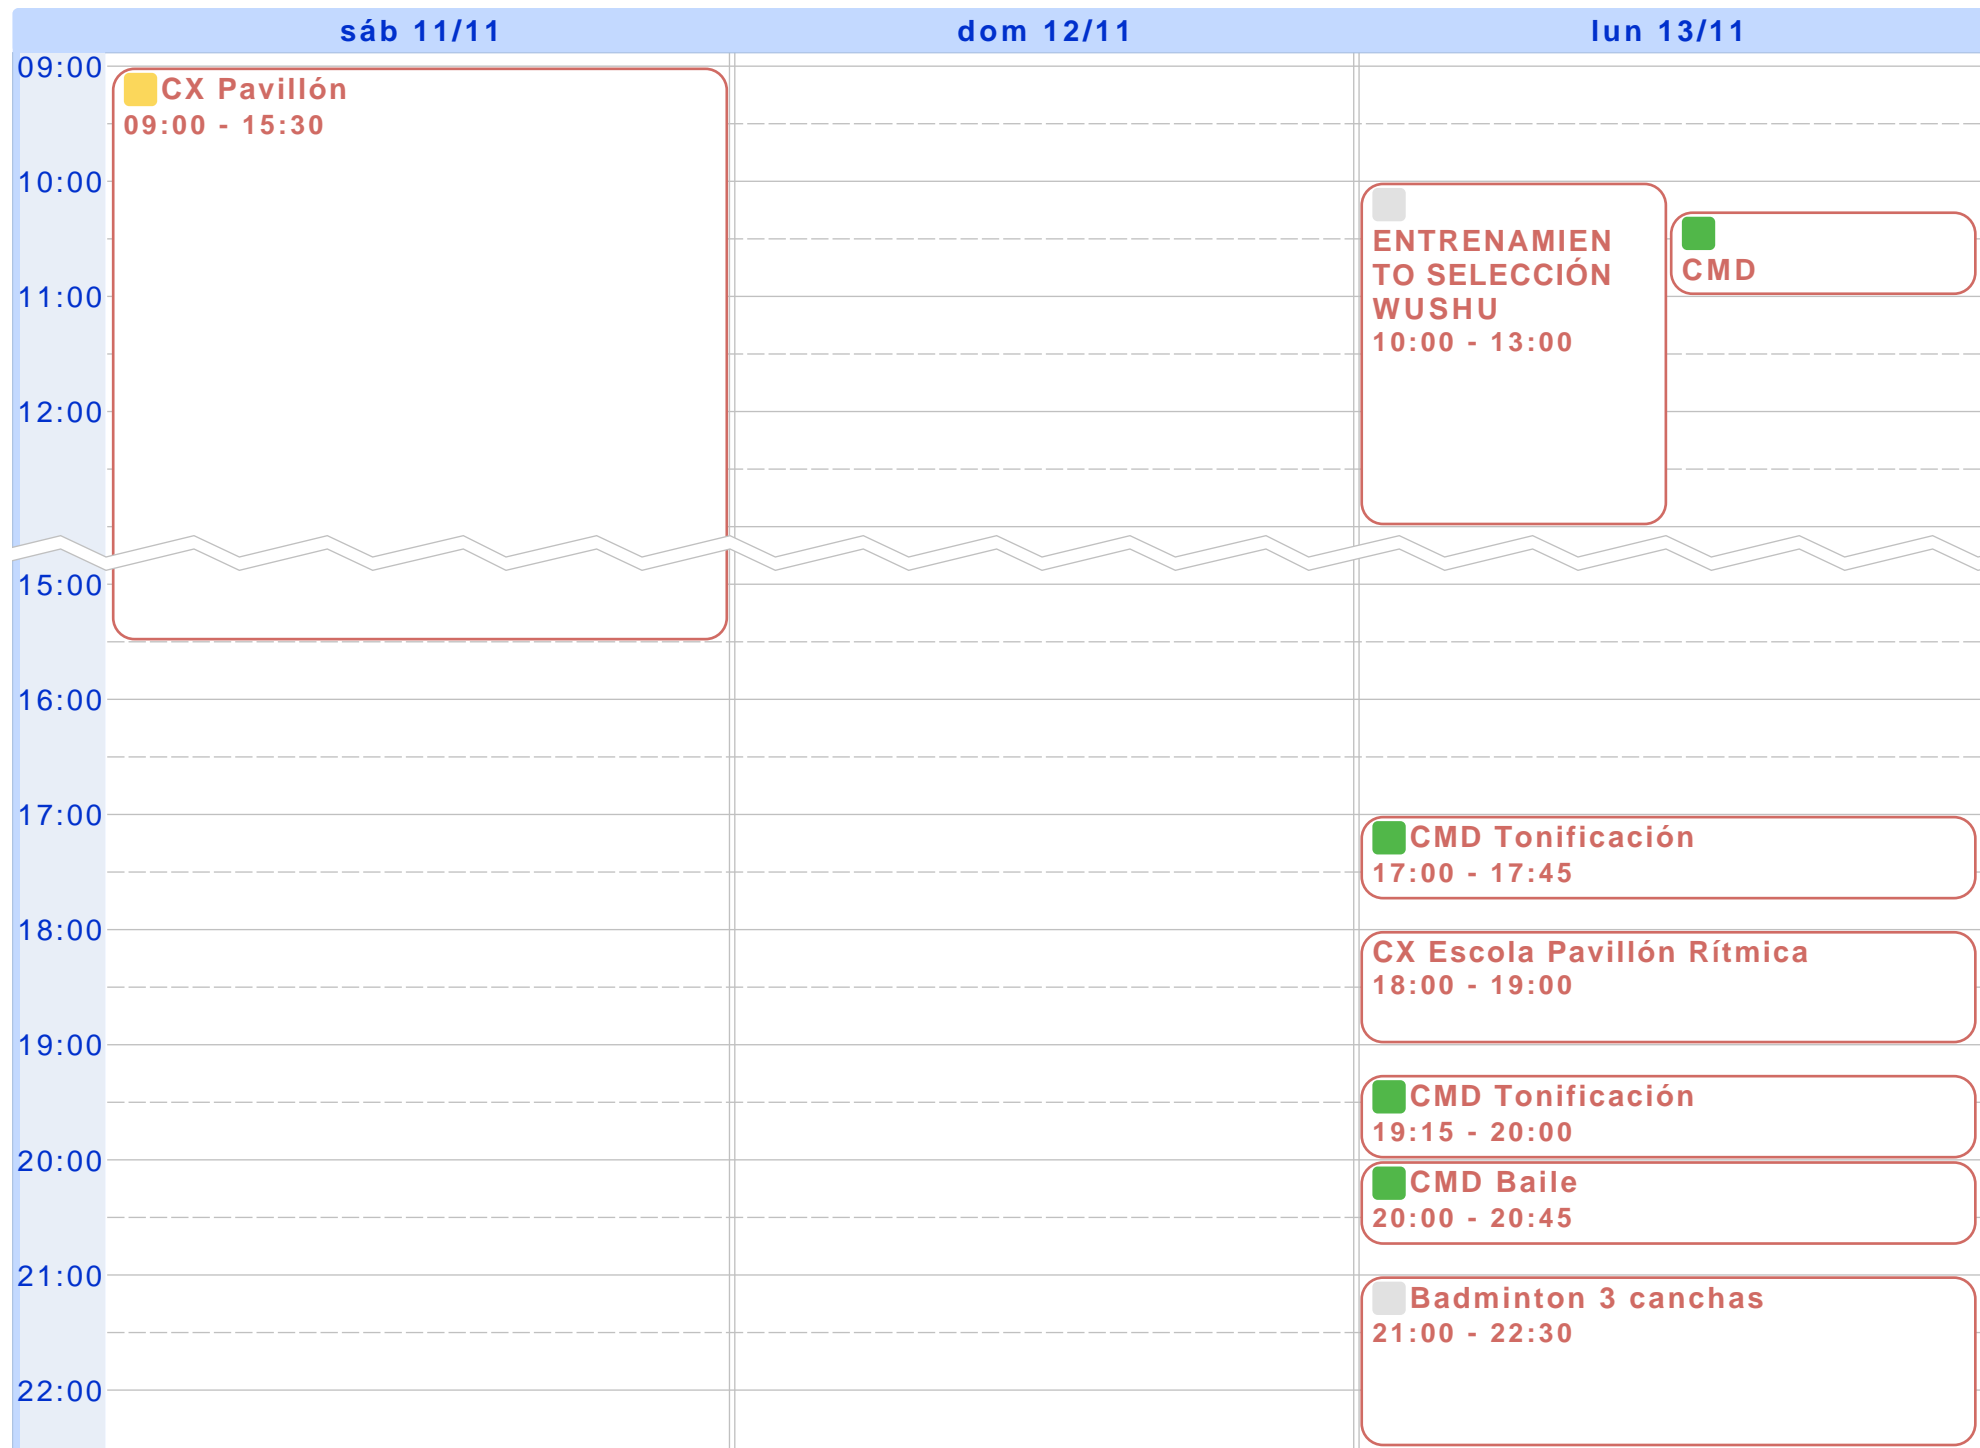 sáb 11/11
dom 12/11
lun 13/11
09:00
CX Pavillón
09:00 - 15:30
10:00
ENTRENAMIEN
TO SELECCIÓN
WUSHU
10:00 - 13:00
CMD
11:00
12:00
15:00
16:00
17:00
CMD Tonificación
17:00 - 17:45
18:00
CX Escola Pavillón Rítmica
18:00 - 19:00
19:00
CMD Tonificación
19:15 - 20:00
20:00
CMD Baile
20:00 - 20:45
21:00
Badminton 3 canchas
21:00 - 22:30
22:00